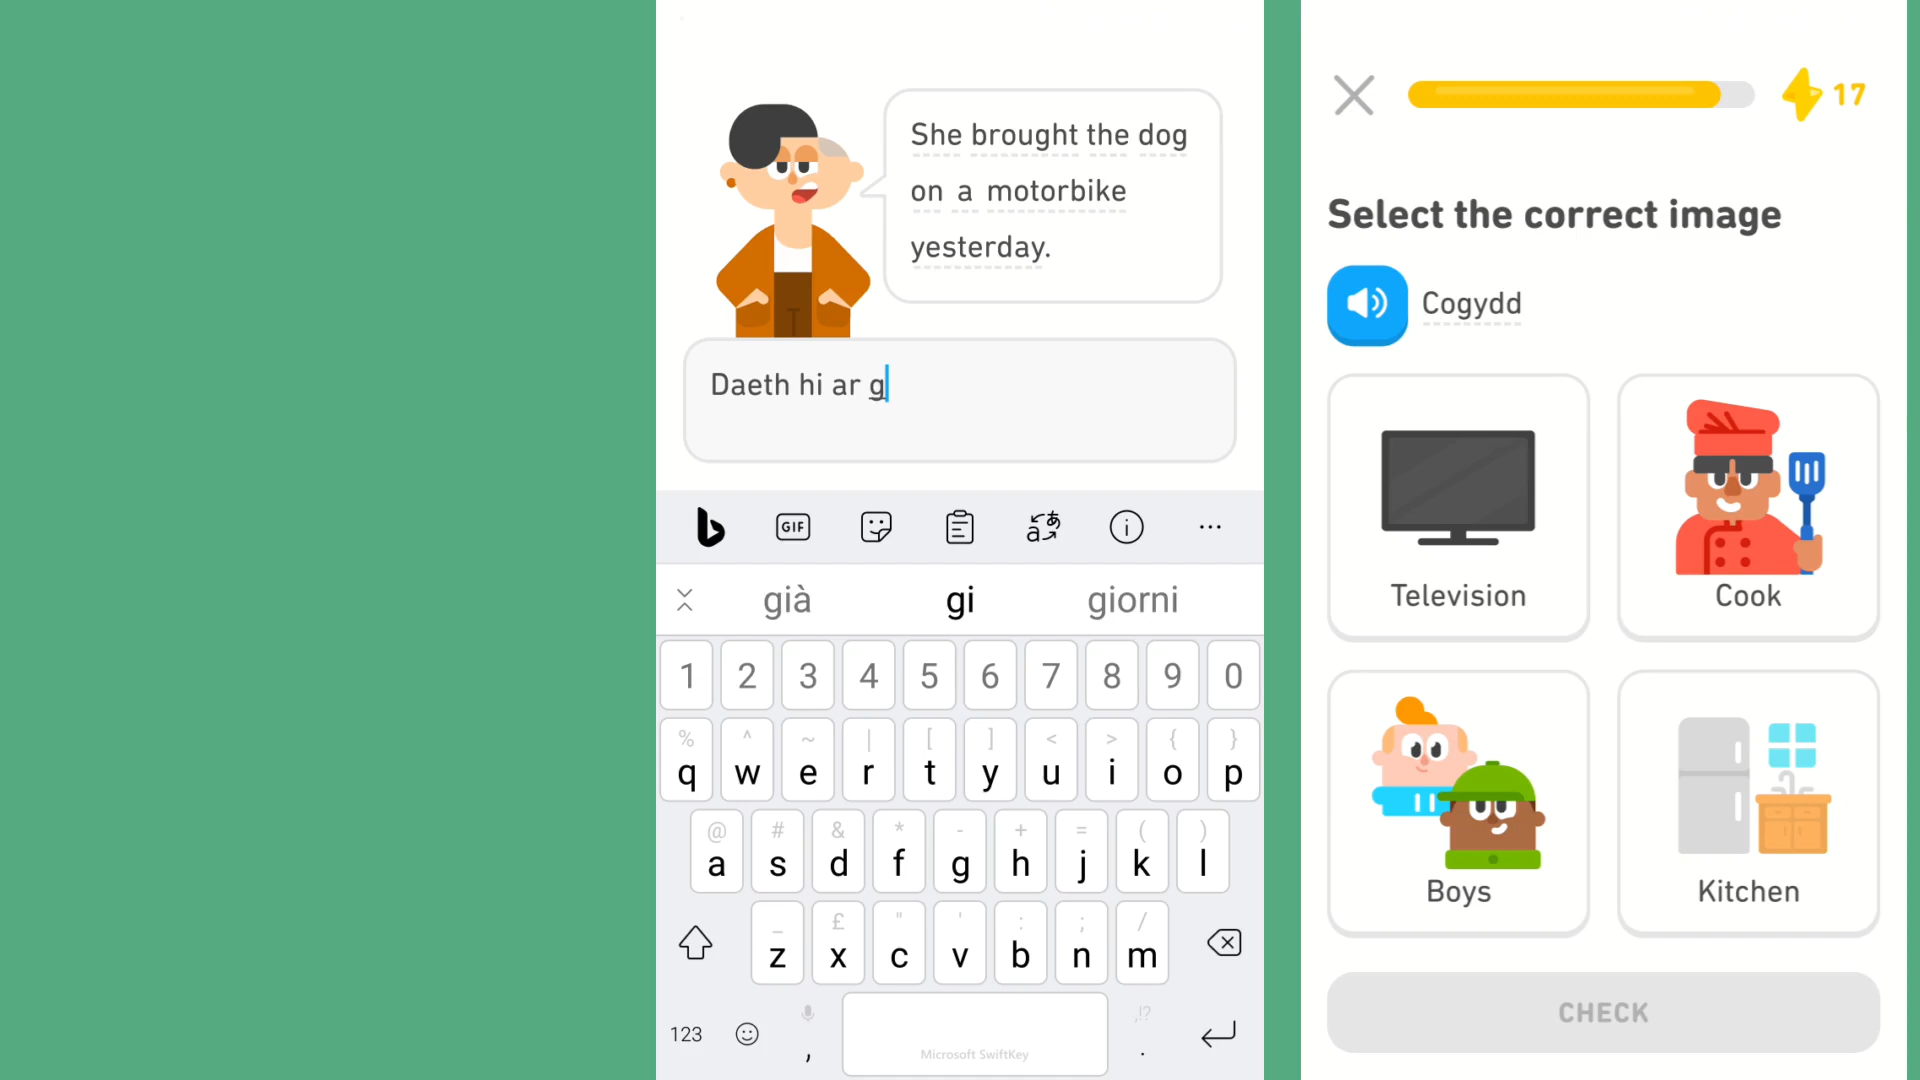 She brought the dog
on a motorbike
yesterday.
Daeth hi ar g
GIF
già gi giorni
1 2 3 4 5 6 7 8 9 0
% ^ ~ | [ ] < > { }
q w e r t y u i o p
@ # & * - + = ( )
a s d f g h j k l
_ £ " ' : ; /
z x c v b n m
123 , Microsoft SwiftKey ,!? .
17
Select the correct image
Cogydd
Television
Cook
Boys
Kitchen
CHECK